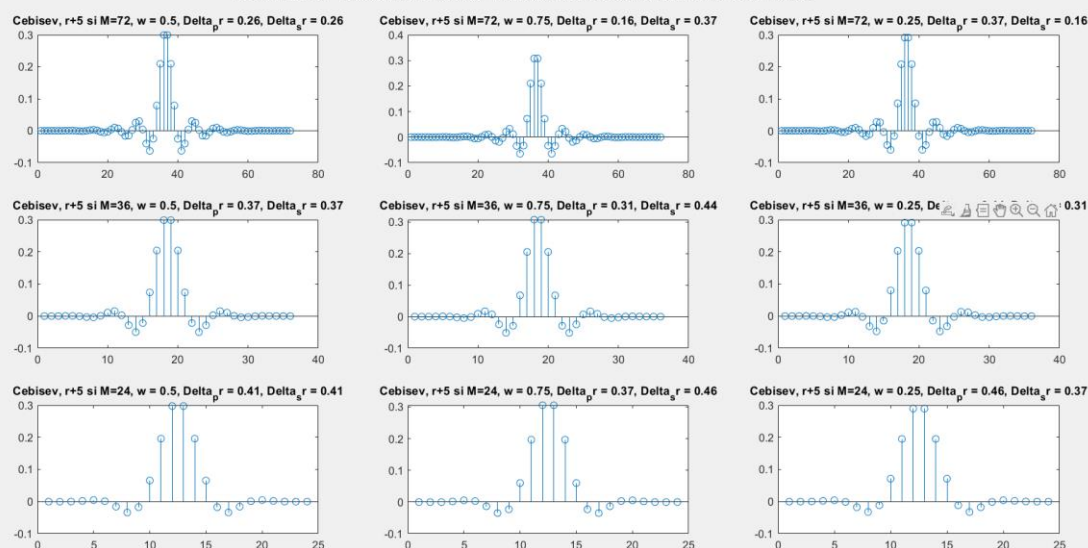 Cebisev, r+5 si M=72, w = 0.5, Delta_p r = 0.26, Delta_s r = 0.26
Cebisev, r+5 si M=72, w = 0.75, Delta_p r = 0.16, Delta_s r = 0.37
Cebisev, r+5 si M=72, w = 0.25, Delta_p r = 0.37, Delta_s r = 0.16
0.3
0.2
0.1
0
-0.1
0 20 40 60 80
0.4
0.3
0.2
0.1
0
-0.1
0 20 40 60 80
0.3
0.2
0.1
0
-0.1
0 20 40 60 80
Cebisev, r+5 si M=36, w = 0.5, Delta_p r = 0.37, Delta_s r = 0.37
Cebisev, r+5 si M=36, w = 0.75, Delta_p r = 0.31, Delta_s r = 0.44
Cebisev, r+5 si M=36, w = 0.25, 0.31
0.3
0.2
0.1
0
-0.1
0 10 20 30 40
0.3
0.2
0.1
0
-0.1
0 10 20 30 40
0.3
0.2
0.1
0
-0.1
0 10 20 30 40
Cebisev, r+5 si M=24, w = 0.5, Delta_p r = 0.41, Delta_s r = 0.41
Cebisev, r+5 si M=24, w = 0.75, Delta_p r = 0.37, Delta_s r = 0.46
Cebisev, r+5 si M=24, w = 0.25, Delta_p r = 0.46, Delta_s r = 0.37
0.3
0.2
0.1
0
-0.1
0 5 10 15 20 25
0.3
0.2
0.1
0
-0.1
0 5 10 15 20 25
0.3
0.2
0.1
0
-0.1
0 5 10 15 20 25